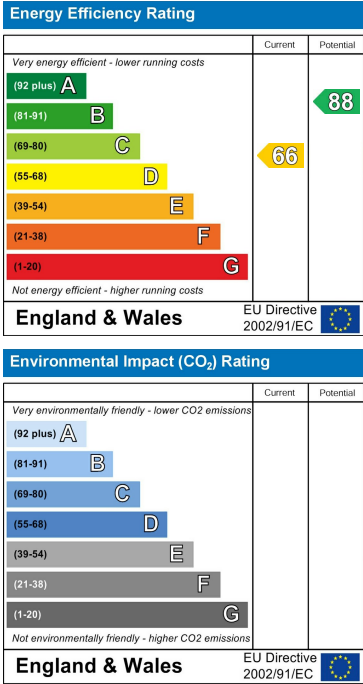 Energy Efficiency Rating
Current Potential
Very energy efficient - lower running costs
(92 plus) A
(81-91) B
(69-80) C
(55-68) D
(39-54) E
(21-38) F
(1-20) G
88
66
Not energy efficient - higher running costs
England & Wales
EU Directive
2002/91/EC
Environmental Impact (CO₂) Rating
Current Potential
Very environmentally friendly - lower CO2 emissions
(92 plus) A
(81-91) B
(69-80) C
(55-68) D
(39-54) E
(21-38) F
(1-20) G
Not environmentally friendly - higher CO2 emissions
England & Wales
EU Directive
2002/91/EC